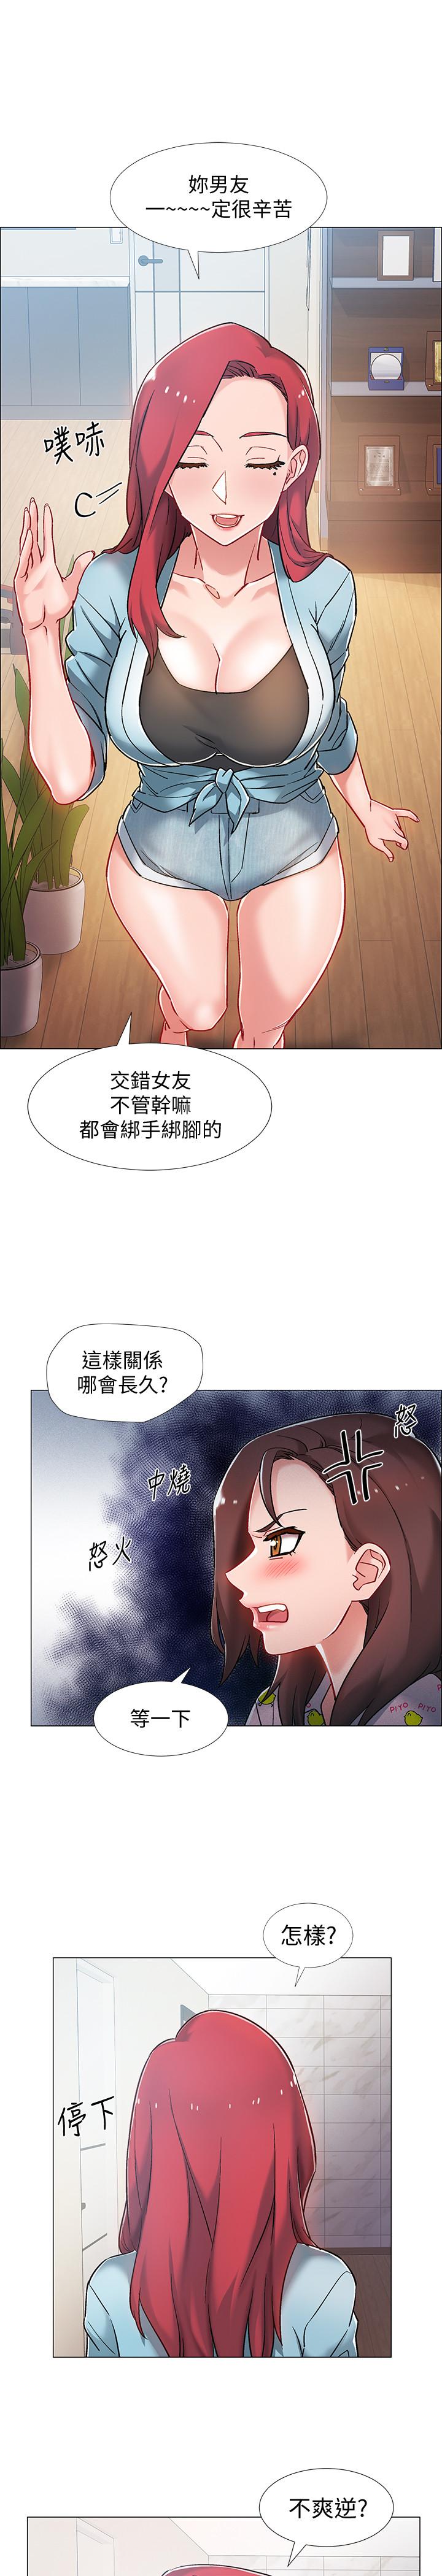 妳男友
一~~~~定很辛苦
噗哧
交錯女友
不管幹嘛
都會綁手綁腳的
這樣關係
哪會長久?
怒
中燒
怒火
PIYO
PIYO
等一下
怎樣?
停下
不爽逆?